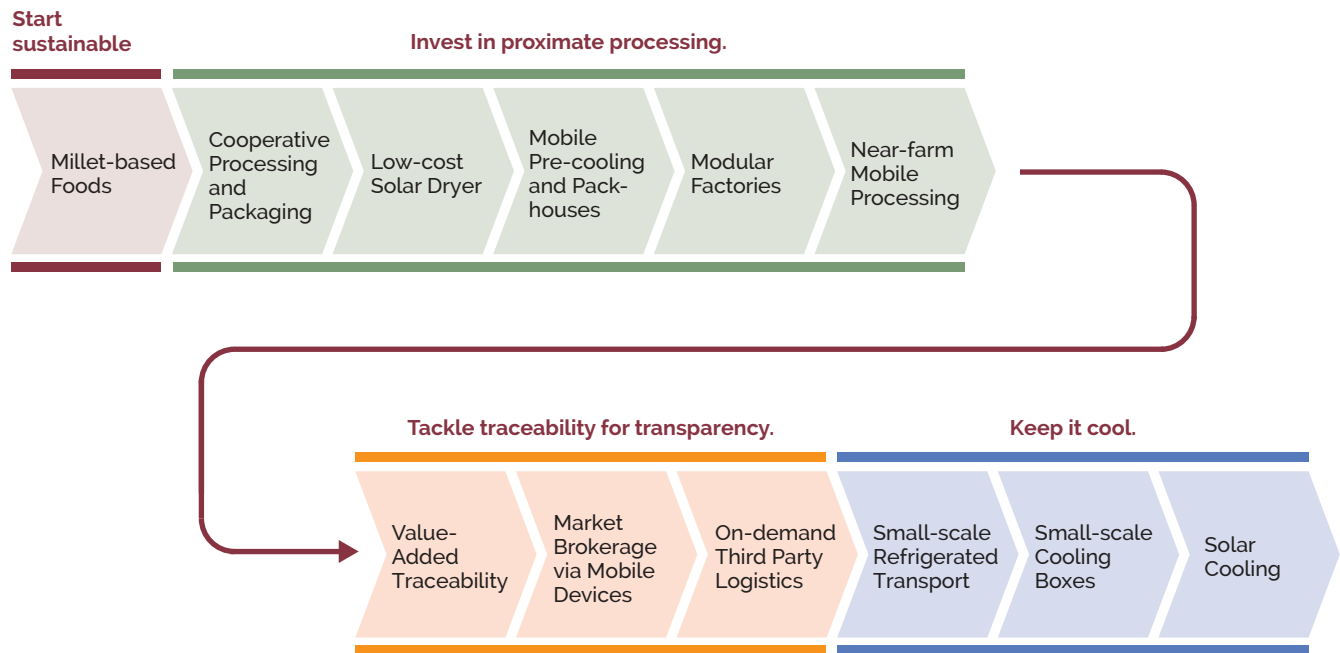 Start
sustainable
Invest in proximate processing.
Millet-based
Foods
Cooperative
Processing
and
Packaging
Low-cost
Solar Dryer
Mobile
Pre-cooling
and Pack-
houses
Modular
Factories
Near-farm
Mobile
Processing
Tackle traceability for transparency.
Keep it cool.
Value-
Added
Traceability
Market
Brokerage
via Mobile
Devices
On-demand
Third Party
Logistics
Small-scale
Refrigerated
Transport
Small-scale
Cooling
Boxes
Solar
Cooling